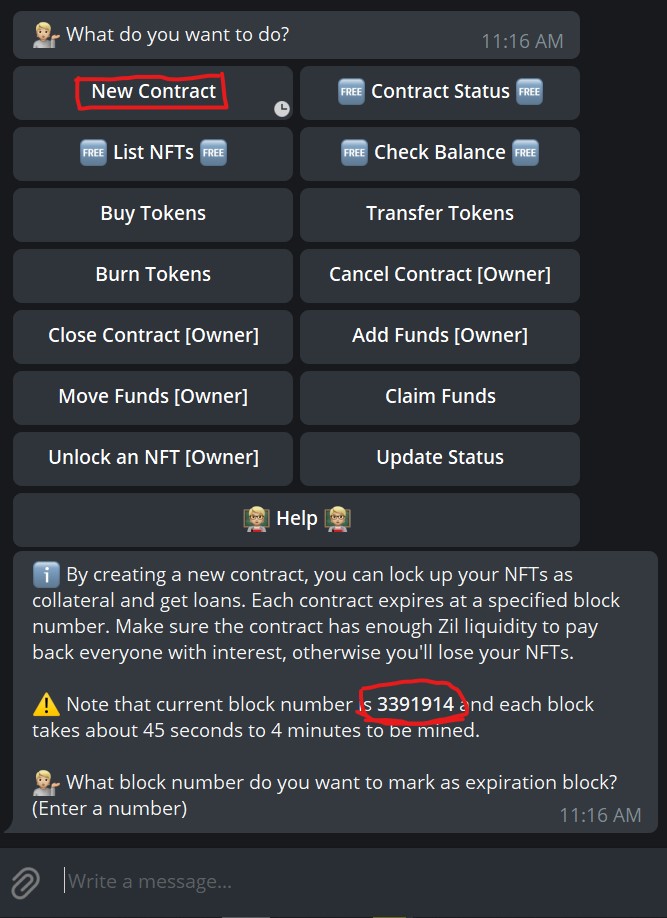 What do you want to do?
11:16 AM
New Contract
FREE Contract Status FREE
FREE List NFTs FREE
FREE Check Balance FREE
Buy Tokens
Transfer Tokens
Burn Tokens
Cancel Contract [Owner]
Close Contract [Owner]
Add Funds [Owner]
Move Funds [Owner]
Claim Funds
Unlock an NFT [Owner]
Update Status
Help
i By creating a new contract, you can lock up your NFTs as
collateral and get loans. Each contract expires at a specified block
number. Make sure the contract has enough Zil liquidity to pay
back everyone with interest, otherwise you'll lose your NFTs.
Note that current block number is 3391914 and each block
takes about 45 seconds to 4 minutes to be mined.
What block number do you want to mark as expiration block?
(Enter a number)
11:16 AM
Write a message...